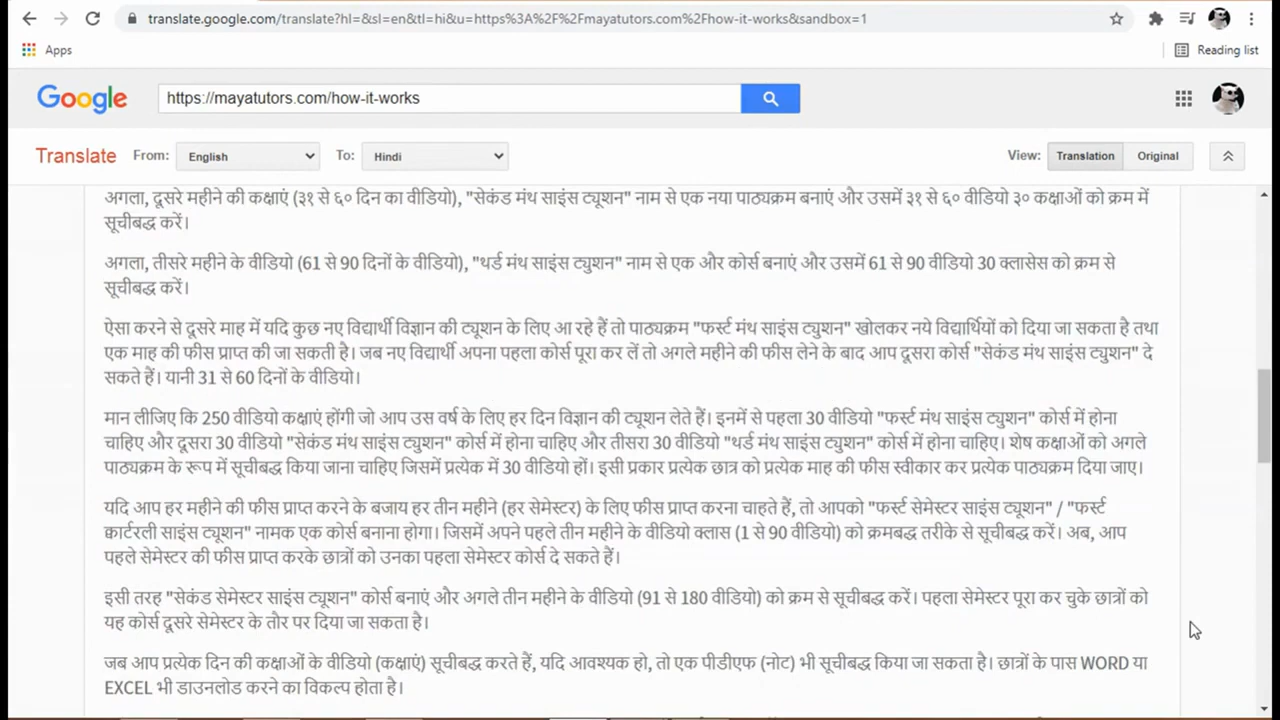 translate.google.com/translate?hl=&sl=en&tl=hi&u=https%3A%2F%2Fmayatutors.com%2Fhow-it-works&sandbox=1
Apps
Reading list
Google
https://mayatutors.com/how-it-works
Translate From: English To: Hindi View: Translation Original
अगला, दूसरे महीने की कक्षाएं (३१ से ६० दिन का वीडियो), "सेकंड मंथ साइंस ट्यूशन" नाम से एक नया पाठ्यक्रम बनाएं और उसमें ३१ से ६० वीडियो ३० कक्षाओं को क्रम में
सूचीबद्ध करें।
अगला, तीसरे महीने के वीडियो (61 से 90 दिनों के वीडियो), "थर्ड मंथ साइंस ट्युशन" नाम से एक और कोर्स बनाएं और उसमें 61 से 90 वीडियो 30 क्लासेस को क्रम से
सूचीबद्ध करें।
ऐसा करने से दूसरे माह में यदि कुछ नए विद्यार्थी विज्ञान की ट्यूशन के लिए आ रहे हैं तो पाठ्यक्रम "फर्स्ट मंथ साइंस ट्युशन" खोलकर नये विद्यार्थियों को दिया जा सकता है तथा
एक माह की फीस प्राप्त की जा सकती है। जब नए विद्यार्थी अपना पहला कोर्स पूरा कर लें तो अगले महीने की फीस लेने के बाद आप दूसरा कोर्स "सेकंड मंथ साइंस ट्युशन" दे
सकते हैं। यानी 31 से 60 दिनों के वीडियो।
मान लीजिए कि 250 वीडियो कक्षाएं होंगी जो आप उस वर्ष के लिए हर दिन विज्ञान की ट्यूशन लेते हैं। इनमें से पहला 30 वीडियो "फर्स्ट मंथ साइंस ट्युशन" कोर्स में होना
चाहिए और दूसरा 30 वीडियो "सेकंड मंथ साइंस ट्युशन" कोर्स में होना चाहिए और तीसरा 30 वीडियो "थर्ड मंथ साइंस ट्युशन" कोर्स में होना चाहिए। शेष कक्षाओं को अगले
पाठ्यक्रम के रूप में सूचीबद्ध किया जाना चाहिए जिसमें प्रत्येक में 30 वीडियो हों। इसी प्रकार प्रत्येक छात्र को प्रत्येक माह की फीस स्वीकार कर प्रत्येक पाठ्यक्रम दिया जाए।
यदि आप हर महीने की फीस प्राप्त करने के बजाय हर तीन महीने (हर सेमेस्टर) के लिए फीस प्राप्त करना चाहते हैं, तो आपको "फर्स्ट सेमेस्टर साइंस ट्यूशन" / "फर्स्ट
क्वार्टरली साइंस ट्यूशन" नामक एक कोर्स बनाना होगा। जिसमें अपने पहले तीन महीने के वीडियो क्लास (1 से 90 वीडियो) को क्रमबद्ध तरीके से सूचीबद्ध करें। अब, आप
पहले सेमेस्टर की फीस प्राप्त करके छात्रों को उनका पहला सेमेस्टर कोर्स दे सकते हैं।
इसी तरह "सेकंड सेमेस्टर साइंस ट्यूशन" कोर्स बनाएं और अगले तीन महीने के वीडियो (91 से 180 वीडियो) को क्रम से सूचीबद्ध करें। पहला सेमेस्टर पूरा कर चुके छात्रों को
यह कोर्स दूसरे सेमेस्टर के तौर पर दिया जा सकता है।
जब आप प्रत्येक दिन की कक्षाओं के वीडियो (कक्षाएं) सूचीबद्ध करते हैं, यदि आवश्यक हो, तो एक पीडीएफ (नोट) भी सूचीबद्ध किया जा सकता है। छात्रों के पास WORD या
EXCEL भी डाउनलोड करने का विकल्प होता है।